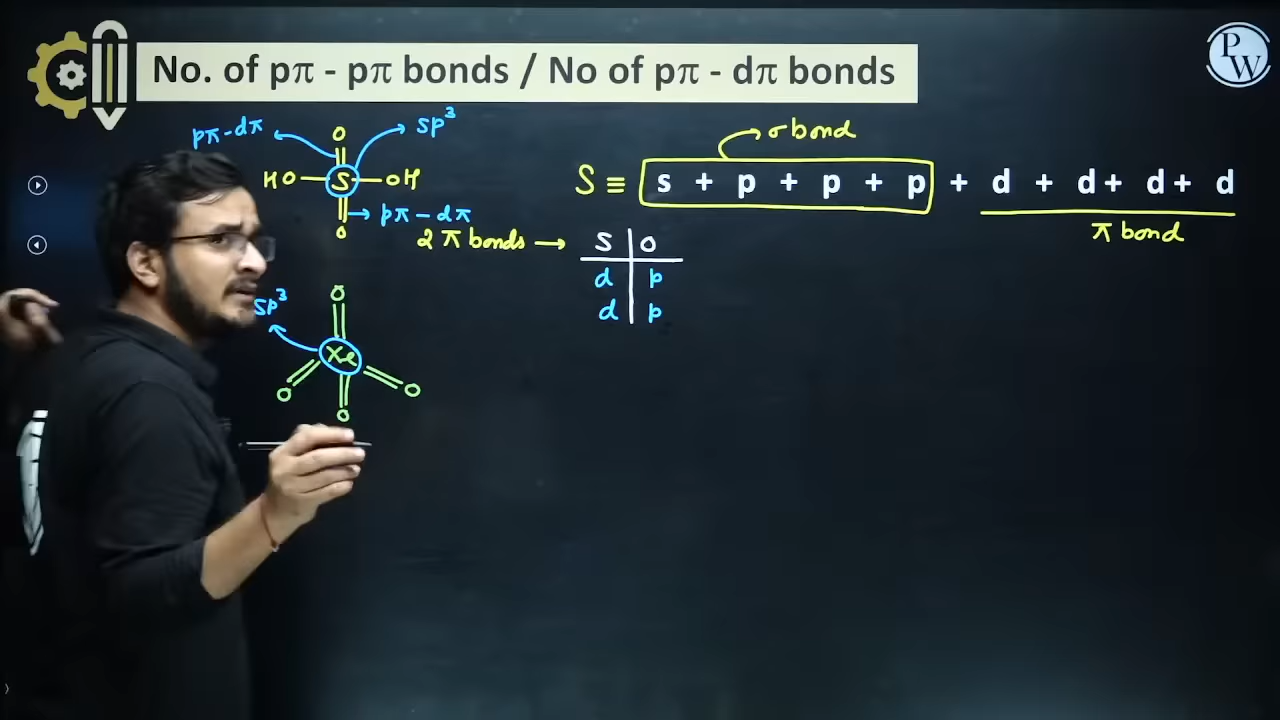 No. of pπ - pπ bonds / No of pπ - dπ bonds
PW
pπ-dπ
O
sp³
σ bond
HO S OH
S ≡ s + p + p + p + d + d + d + d
pπ-dπ
O
2 π bonds →
S O
π bond
d p
d p
O
sp³
Xe
O O
O